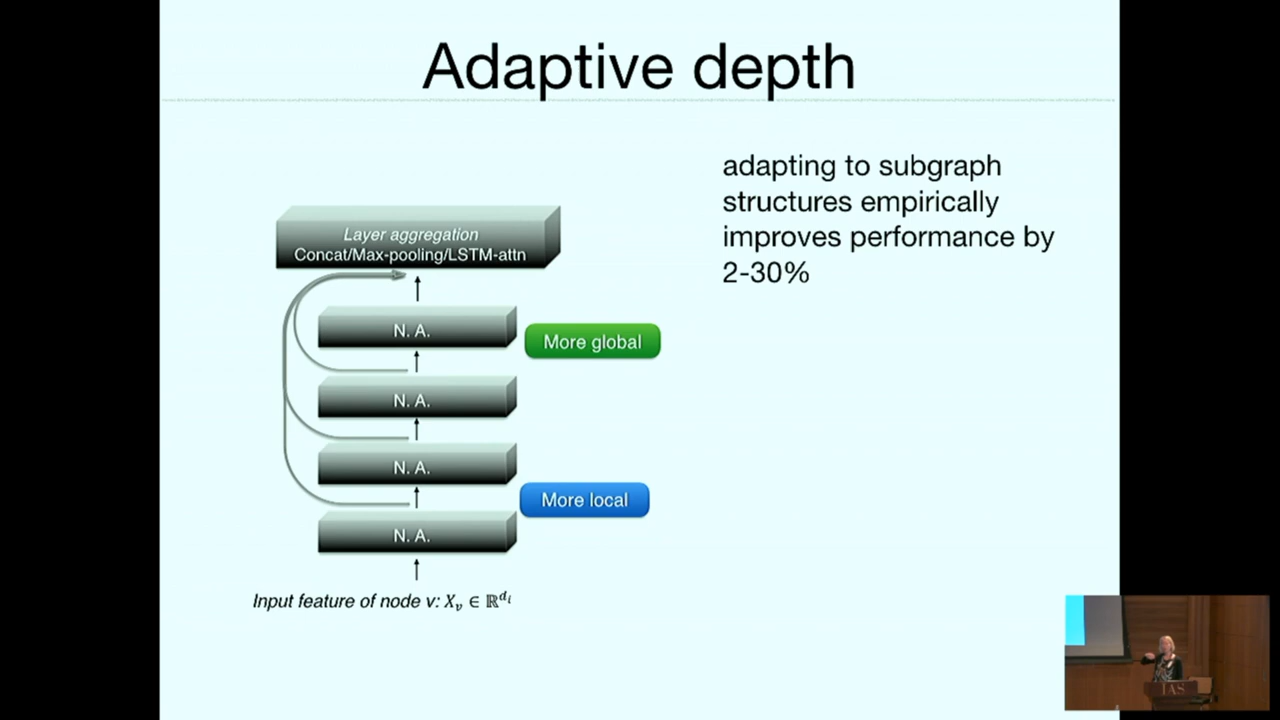 Adaptive depth
adapting to subgraph
structures empirically
improves performance by
2-30%
Layer aggregation
Concat/Max-pooling/LSTM-attn
N. A.
More global
N. A.
N. A.
More local
N. A.
Input feature of node v: X_v ∈ ℝ^{d_i}
IAS